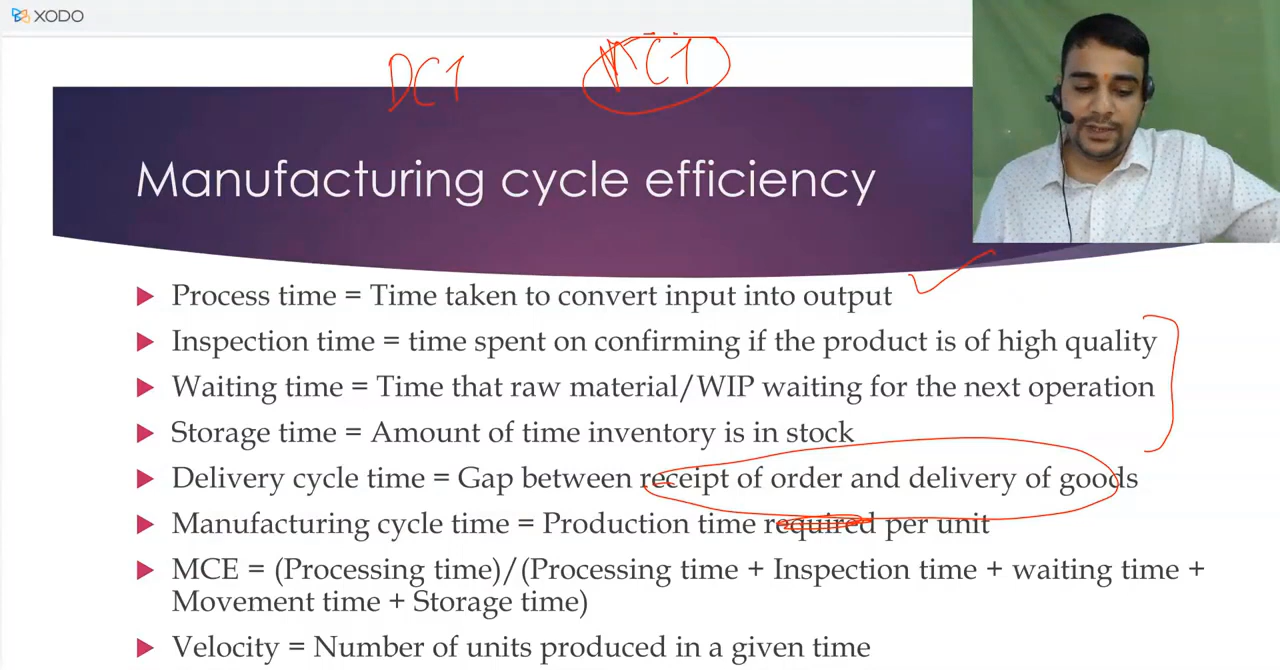 XODO
DCT MCT
Manufacturing cycle efficiency
Process time = Time taken to convert input into output
Inspection time = time spent on confirming if the product is of high quality
Waiting time = Time that raw material/WIP waiting for the next operation
Storage time = Amount of time inventory is in stock
Delivery cycle time = Gap between receipt of order and delivery of goods
Manufacturing cycle time = Production time required per unit
MCE = (Processing time)/(Processing time + Inspection time + waiting time +
Movement time + Storage time)
Velocity = Number of units produced in a given time